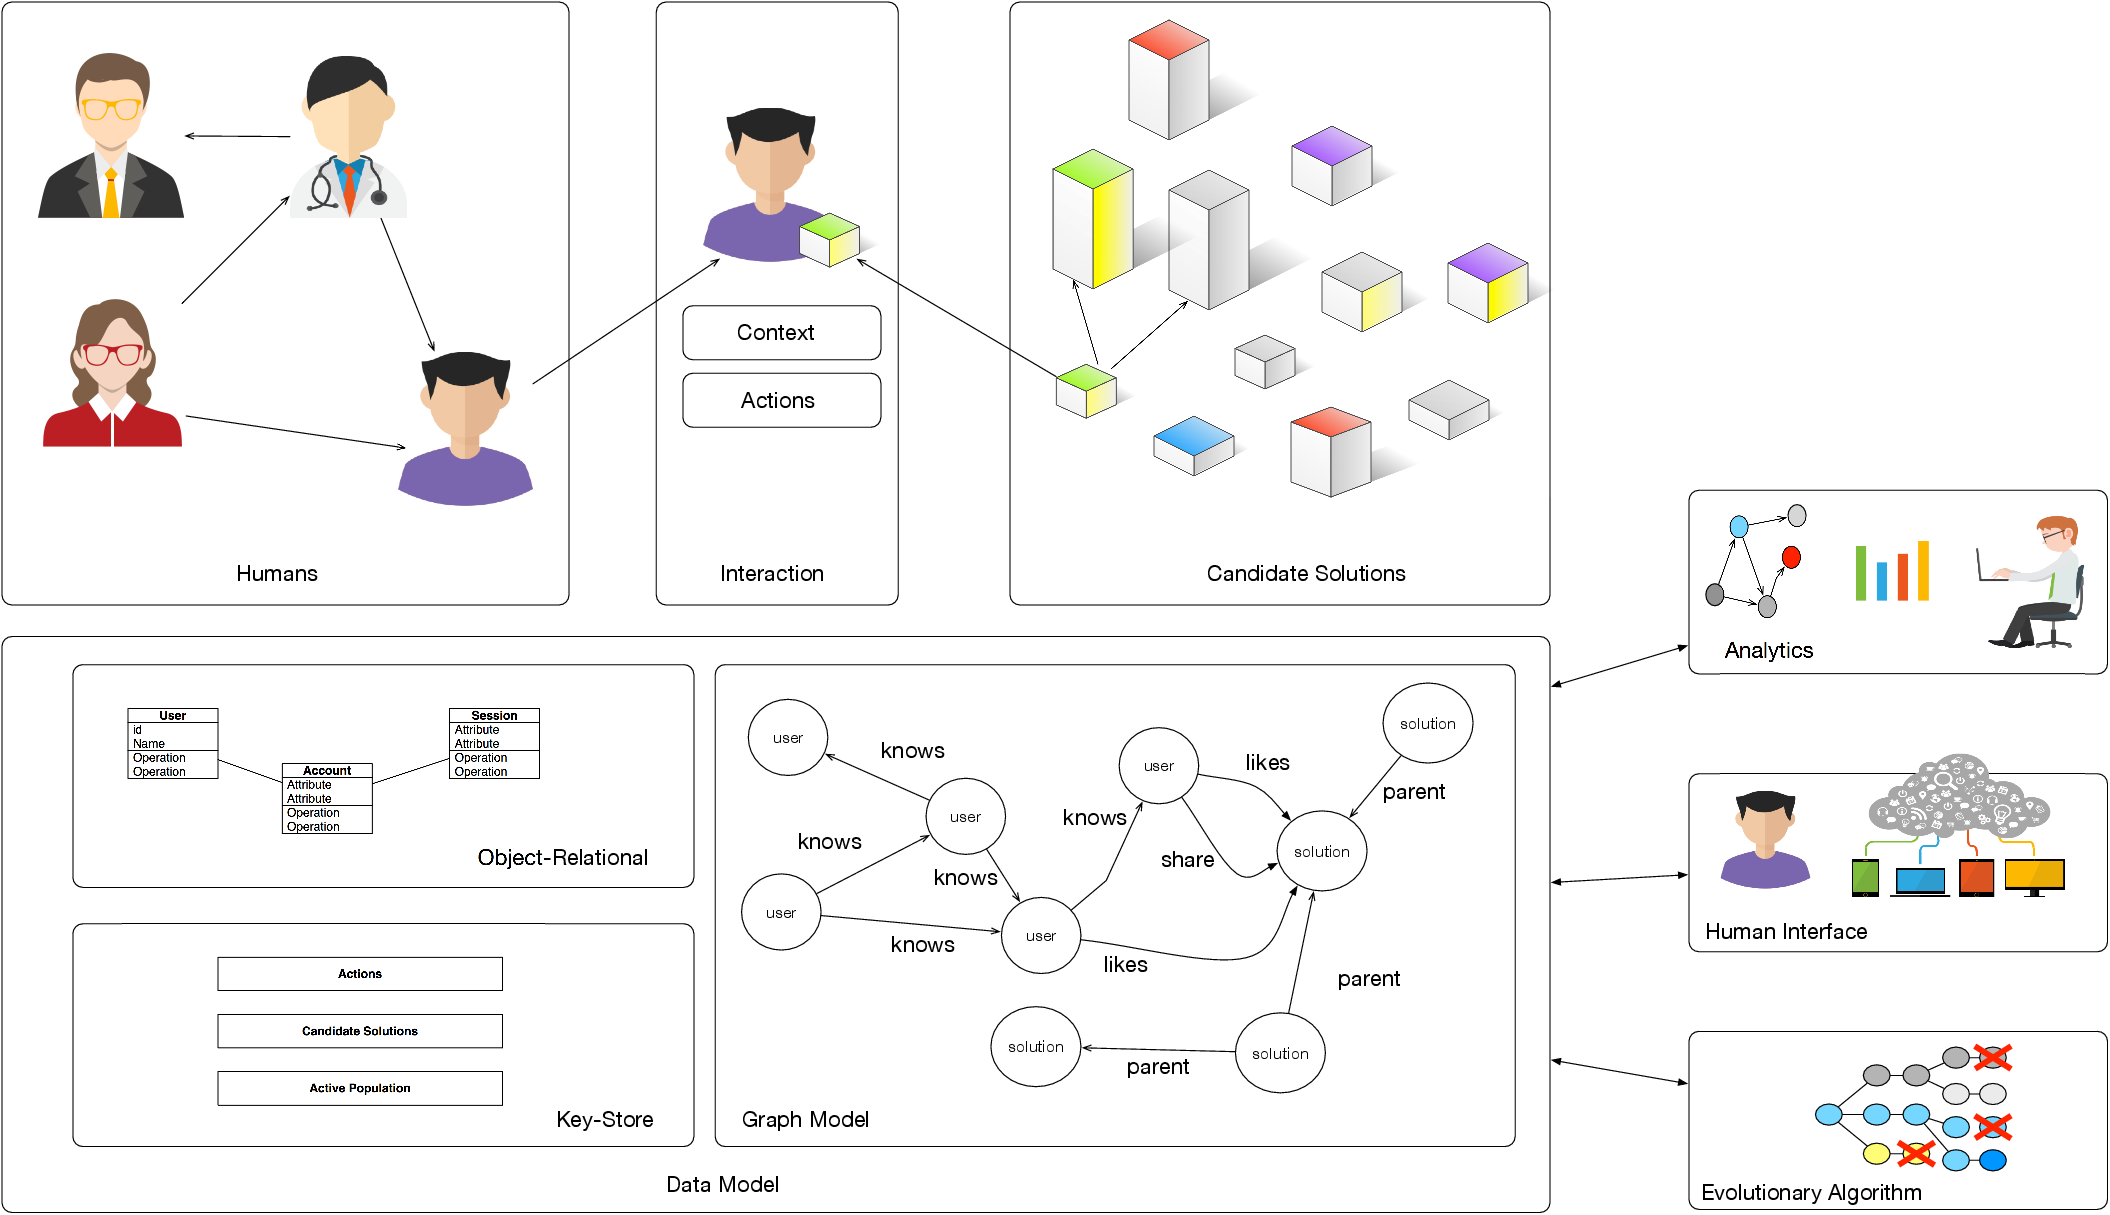 Context
Actions
Humans
Interaction
Candidate Solutions
Analytics
User
id
Name
Operation
Operation
Account
Attribute
Attribute
Operation
Operation
Session
Attribute
Attribute
Operation
Operation
Object-Relational
Actions
Candidate Solutions
Active Population
Key-Store
user
knows
user
knows
knows
user
knows
user
knows
user
likes
share
likes
solution
parent
solution
parent
solution
parent
solution
Graph Model
Data Model
Human Interface
Evolutionary Algorithm